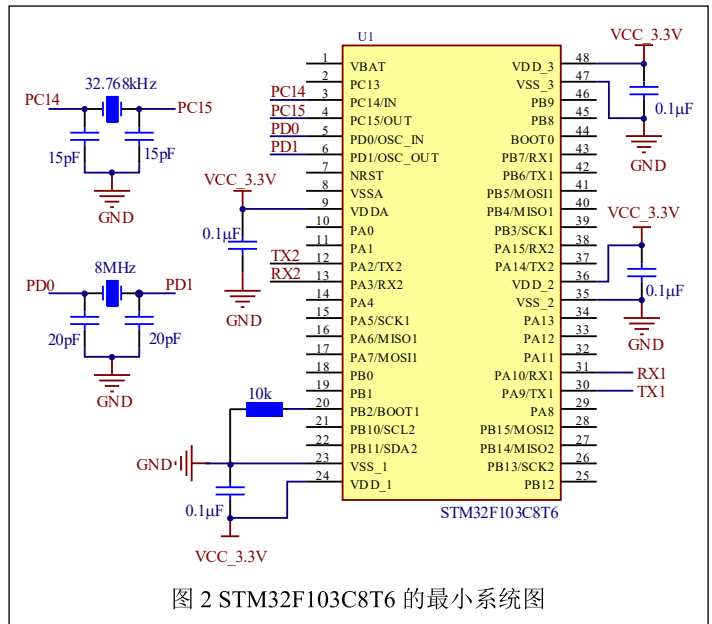 32.768kHz
PC14
PC15
15pF
15pF
GND
8MHz
PD0
PD1
20pF
20pF
GND
U1
1 VBAT
2 PC13
PC14 3 PC14/IN
PC15 4 PC15/OUT
PD0 5 PD0/OSC_IN
PD1 6 PD1/OSC_OUT
7 NRST
8 VSSA
VCC_3.3V
9 VDDA
10 PA0
0.1μF
11 PA1
TX2 12 PA2/TX2
RX2 13 PA3/RX2
GND
14 PA4
15 PA5/SCK1
16 PA6/MISO1
17 PA7/MOSI1
18 PB0
19 PB1
10k
20 PB2/BOOT1
21 PB10/SCL2
22 PB11/SDA2
GND
23 VSS_1
24 VDD_1
0.1μF
VCC_3.3V
VCC_3.3V
VDD_3 48
VSS_3 47
PB9 46
0.1μF
PB8 45
BOOT0 44
PB7/RX1 43
GND
PB6/TX1 42
PB5/MOSI1 41
PB4/MISO1 40
PB3/SCK1 39
VCC_3.3V
PA15/RX2 38
PA14/TX2 37
VDD_2 36
0.1μF
VSS_2 35
PA13 34
PA12 33
GND
PA11 32
PA10/RX1 31 RX1
PA9/TX1 30 TX1
PA8 29
PB15/MOSI2 28
PB14/MISO2 27
PB13/SCK2 26
PB12 25
STM32F103C8T6
图 2 STM32F103C8T6 的最小系统图